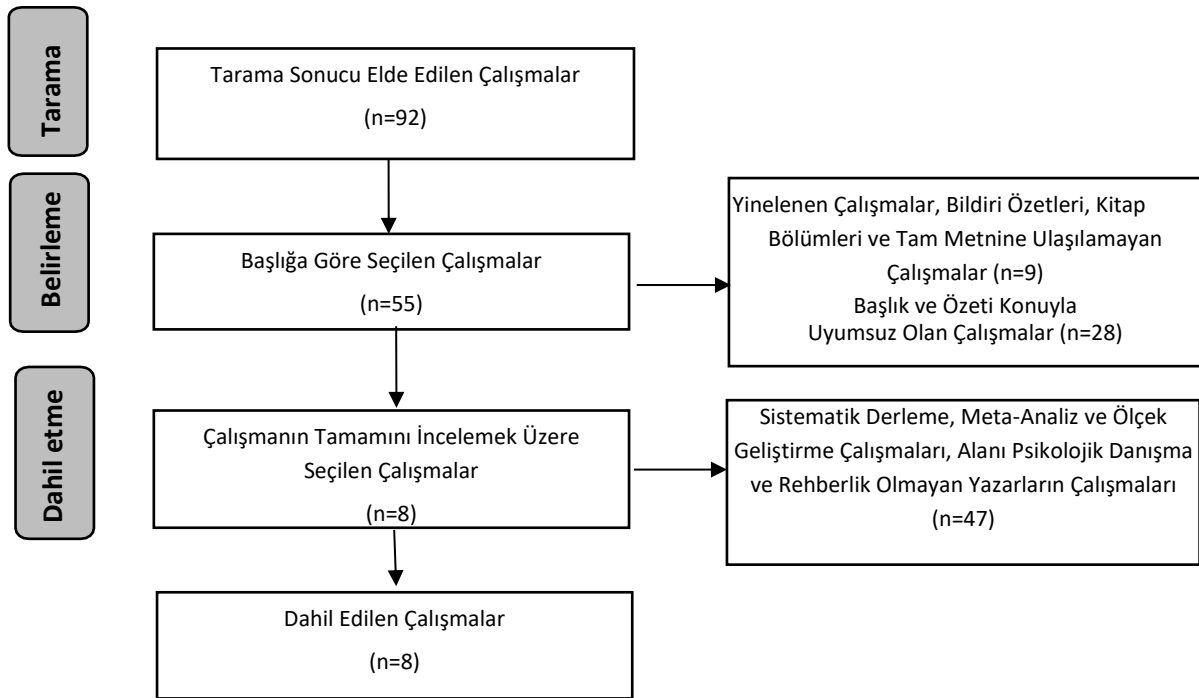 Tarama
Tarama Sonucu Elde Edilen Çalışmalar
(n=92)
Belirleme
Başlığa Göre Seçilen Çalışmalar
(n=55)
Yinelenen Çalışmalar, Bildiri Özetleri, Kitap
Bölümleri ve Tam Metnine Ulaşılamayan
Çalışmalar (n=9)
Başlık ve Özeti Konuyla
Uyumsuz Olan Çalışmalar (n=28)
Dahil etme
Çalışmanın Tamamını İncelemek Üzere
Seçilen Çalışmalar
(n=8)
Sistematik Derleme, Meta-Analiz ve Ölçek
Geliştirme Çalışmaları, Alanı Psikolojik Danışma
ve Rehberlik Olmayan Yazarların Çalışmaları
(n=47)
Dahil Edilen Çalışmalar
(n=8)